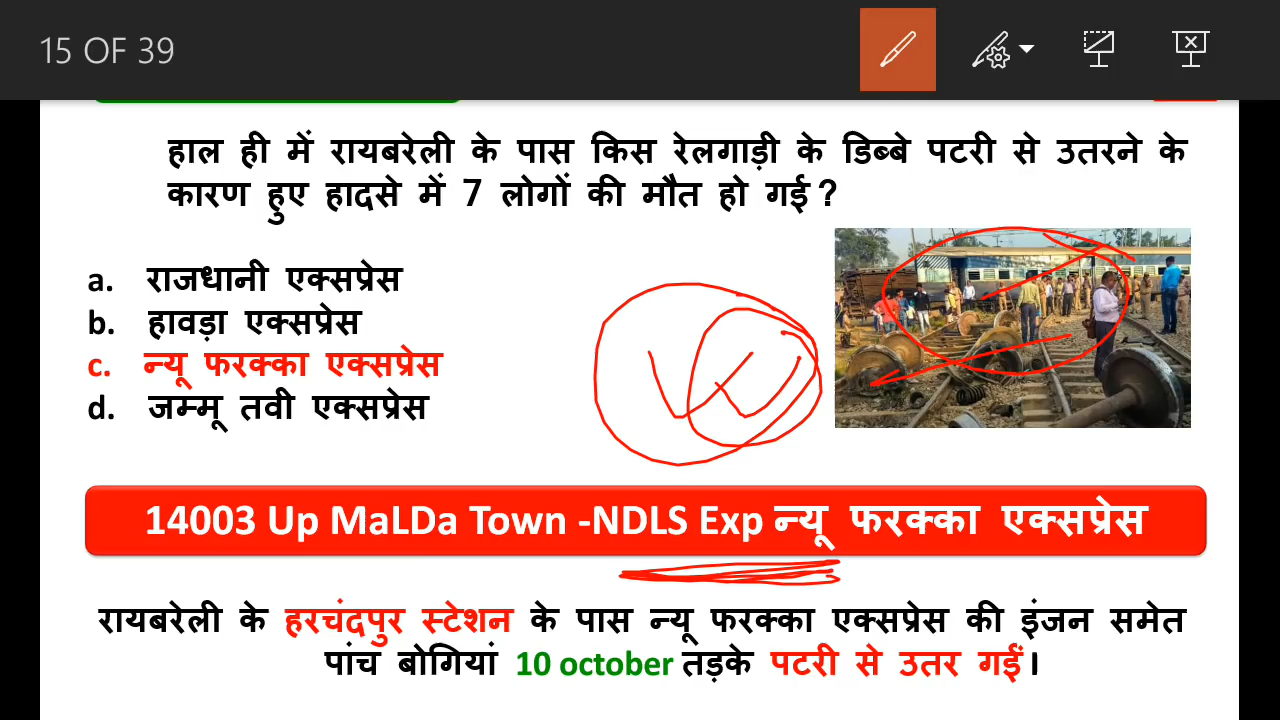 15 OF 39
हाल ही में रायबरेली के पास किस रेलगाड़ी के डिब्बे पटरी से उतरने के
कारण हुए हादसे में 7 लोगों की मौत हो गई ?
a. राजधानी एक्सप्रेस
b. हावड़ा एक्सप्रेस
c. न्यू फरक्का एक्सप्रेस
d. जम्मू तवी एक्सप्रेस
14003 Up MaLDa Town -NDLS Exp न्यू फरक्का एक्सप्रेस
रायबरेली के हरचंदपुर स्टेशन के पास न्यू फरक्का एक्सप्रेस की इंजन समेत
पांच बोगियां 10 october तड़के पटरी से उतर गईं ।